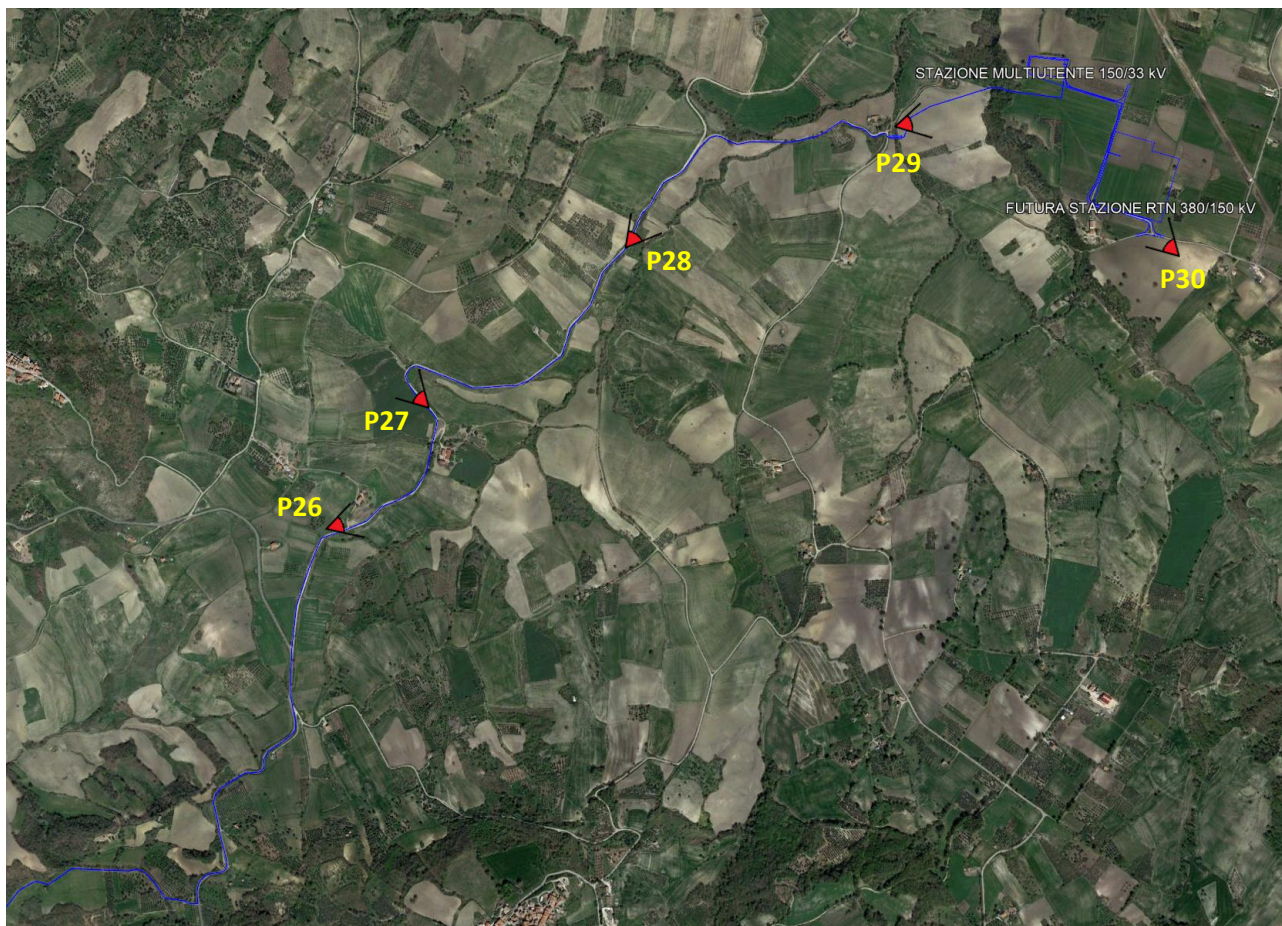 STAZIONE MULTIUTENTE 150/33 kV
P29
FUTURA STAZIONE RTN 380/150 kV
P28
P30
P27
P26